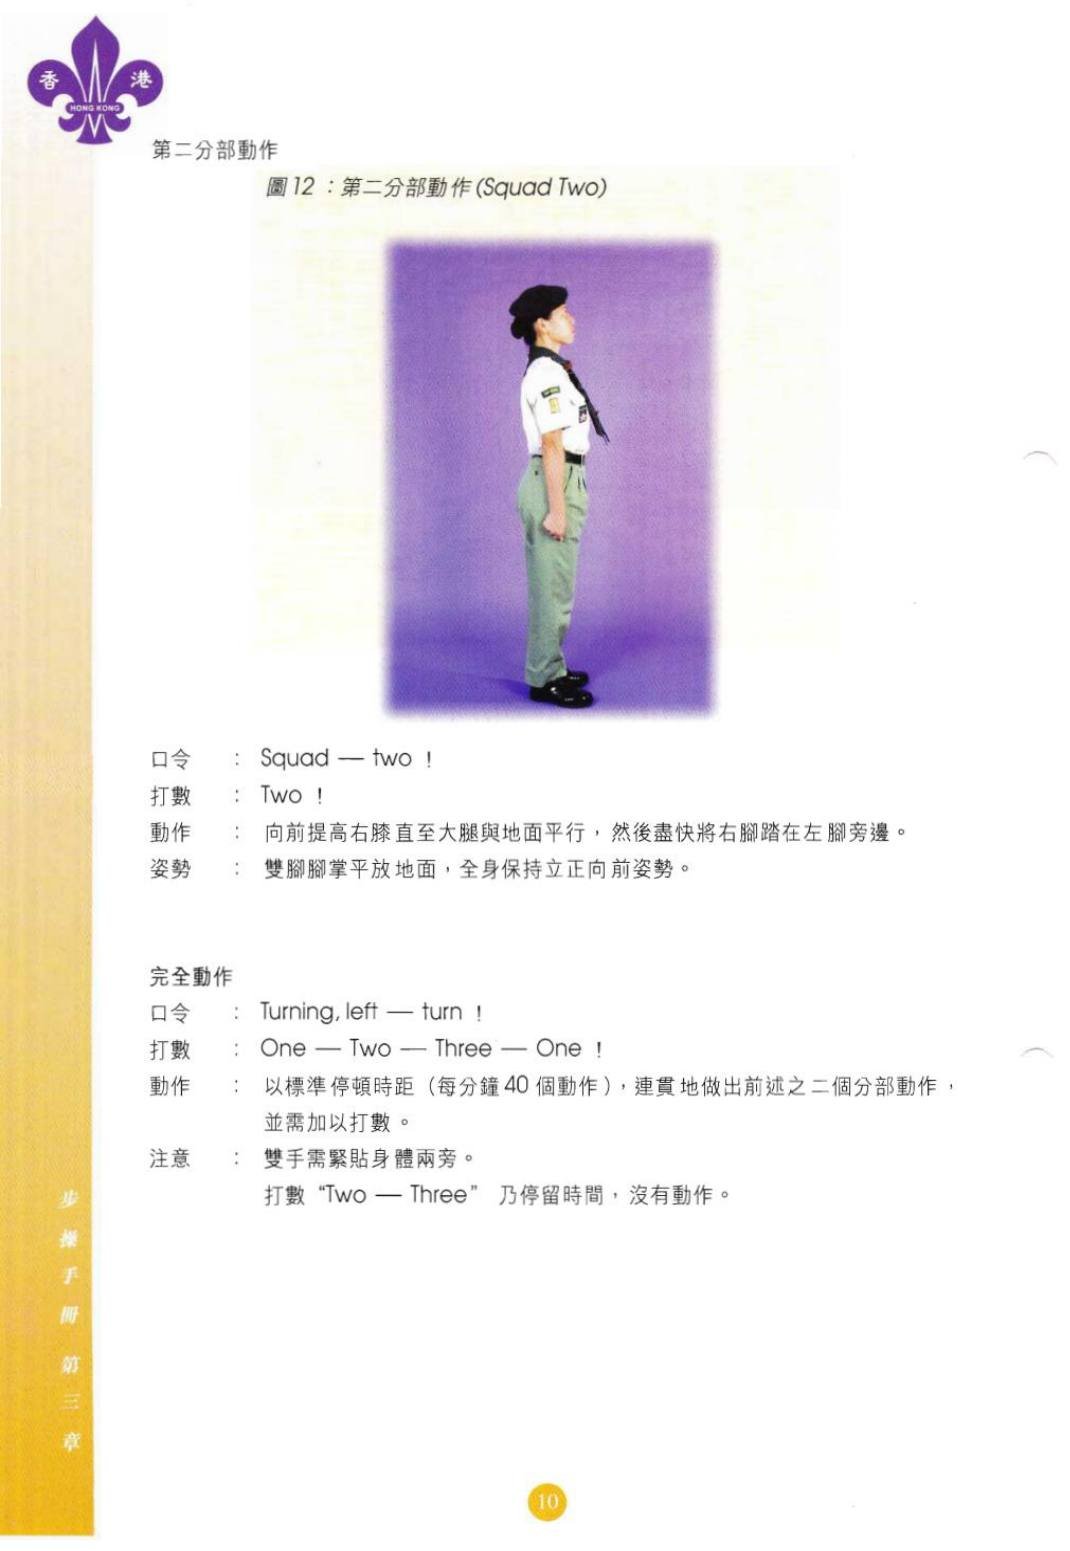 香 港
HONG KONG
第二分部動作
圖12：第二分部動作(Squad Two)
口令 ： Squad — two！
打數 ： Two！
動作 ： 向前提高右膝直至大腿與地面平行，然後盡快將右腳踏在左腳旁邊。
姿勢 ： 雙腳腳掌平放地面，全身保持立正向前姿勢。
完全動作
口令 ： Turning, left — turn！
打數 ： One — Two — Three — One！
動作 ： 以標準停頓時距（每分鐘40個動作），連貫地做出前述之二個分部動作，
並需加以打數。
注意 ： 雙手需緊貼身體兩旁。
打數“Two — Three” 乃停留時間，沒有動作。
步操手冊 第三章
10